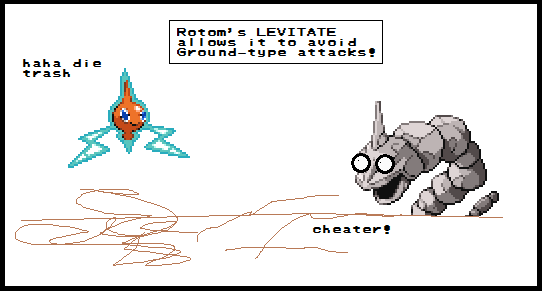 Rotom's LEVITATE
allows it to avoid
Ground-type attacks!
haha die
trash
cheater!